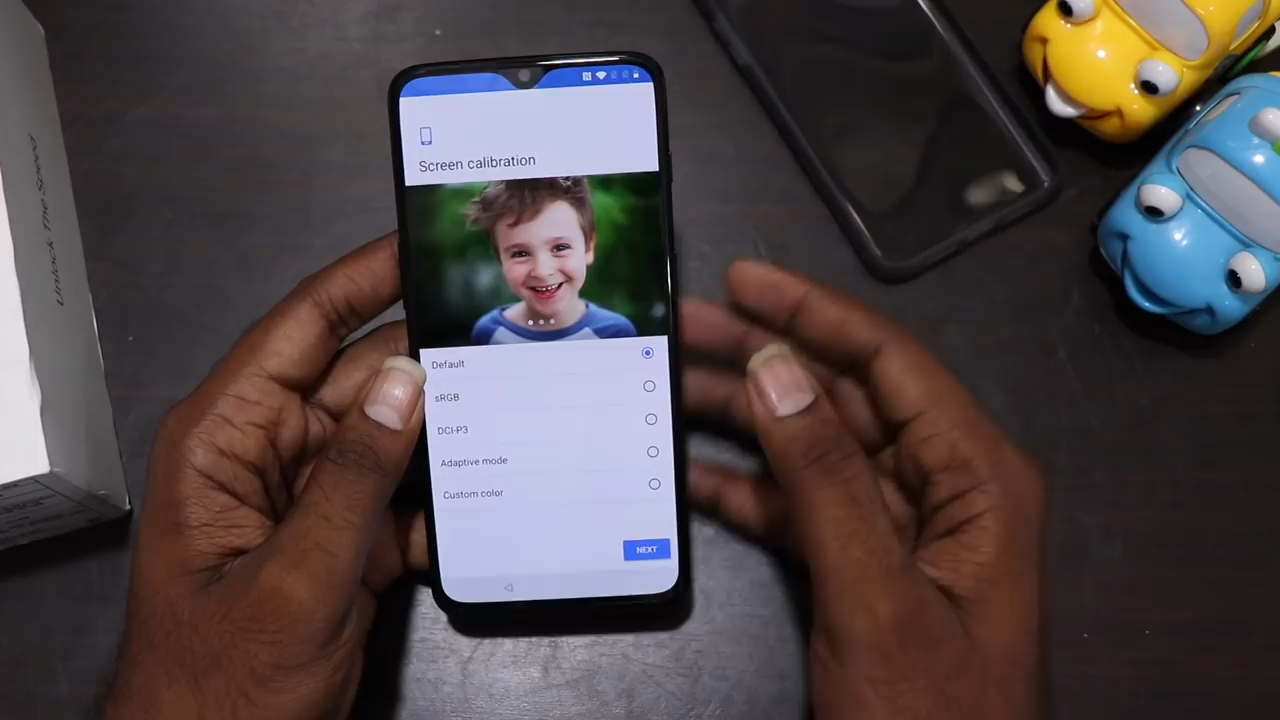 Unlock The Speed
Screen calibration
Default
sRGB
DCI-P3
Adaptive mode
Custom color
NEXT